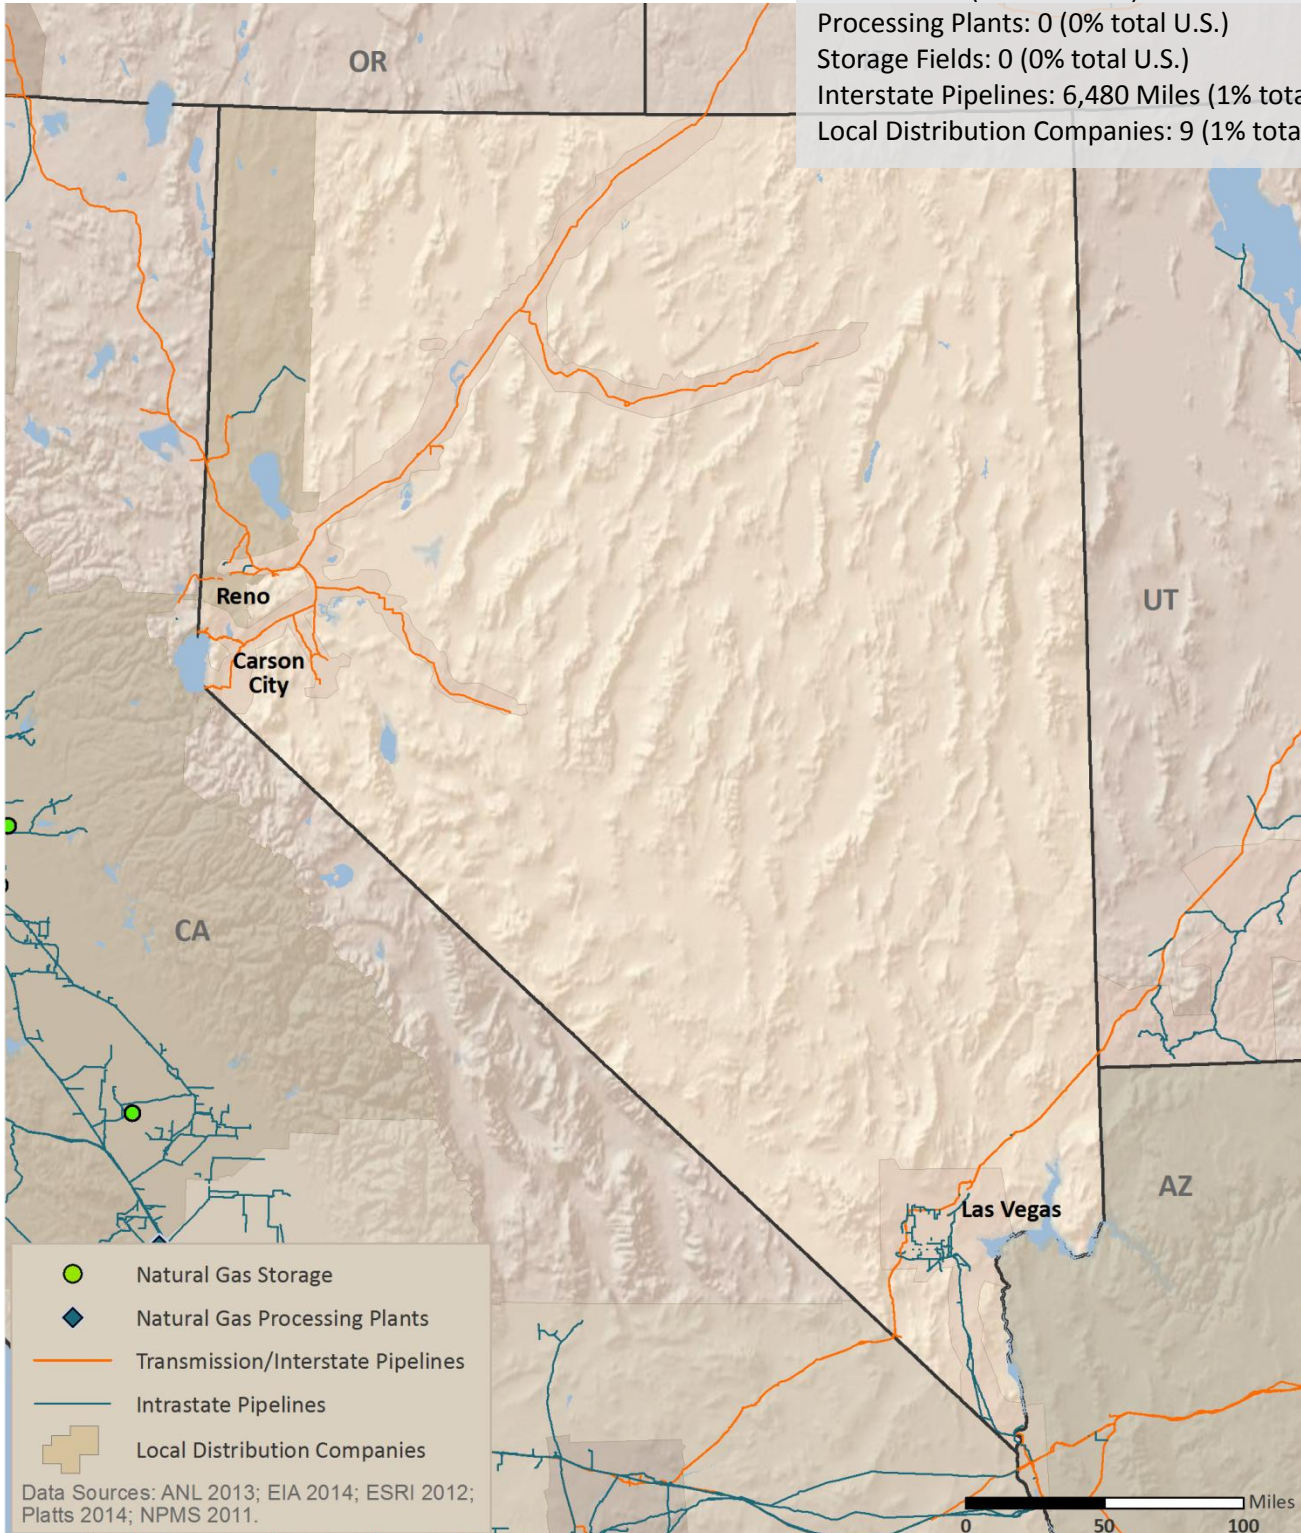 Processing Plants: 0 (0% total U.S.)
Storage Fields: 0 (0% total U.S.)
Interstate Pipelines: 6,480 Miles (1% tota
Local Distribution Companies: 9 (1% tota
OR
Reno
Carson
City
UT
CA
AZ
Las Vegas
Natural Gas Storage
Natural Gas Processing Plants
Transmission/Interstate Pipelines
Intrastate Pipelines
Local Distribution Companies
Data Sources: ANL 2013; EIA 2014; ESRI 2012;
Platts 2014; NPMS 2011.
Miles
0 50 100